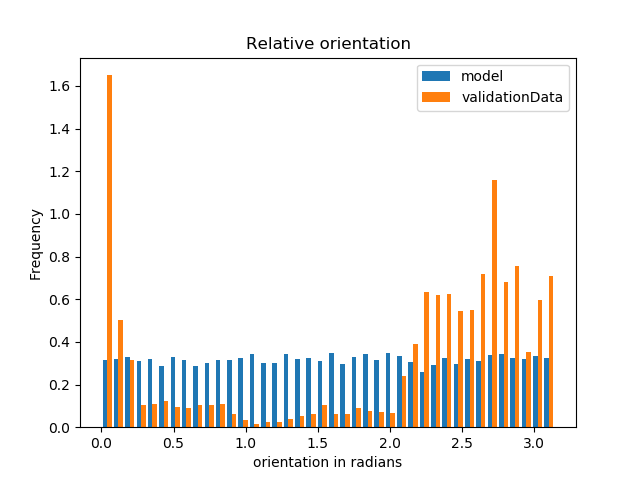 Relative orientation
model
validationData
Frequency
1.6
1.4
1.2
1.0
0.8
0.6
0.4
0.2
0.0
0.0 0.5 1.0 1.5 2.0 2.5 3.0
orientation in radians